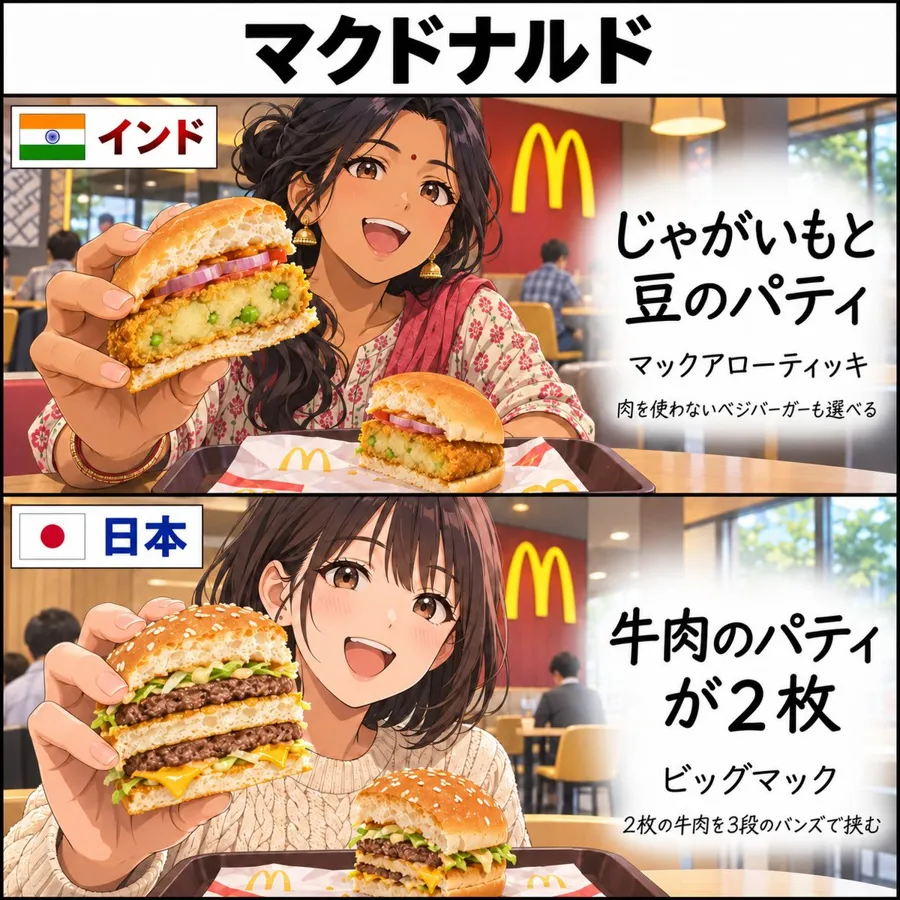 マクドナルド
インド
じゃがいもと
豆のパティ
マックアローティッキ
肉を使わないベジバーガーも選べる
日本
牛肉のパティ
が2枚
ビッグマック
2枚の牛肉を3段のバンズで挟む